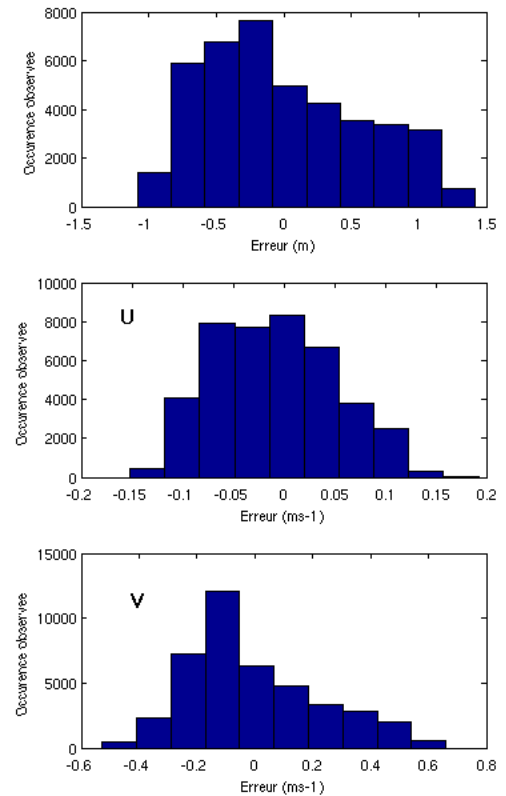 8000
6000
4000
2000
0
Occurence observee
-1.5 -1 -0.5 0 0.5 1 1.5
Erreur (m)
10000
8000
6000
4000
2000
0
Occurence observee
U
-0.2 -0.15 -0.1 -0.05 0 0.05 0.1 0.15 0.2
Erreur (ms-1)
15000
10000
5000
0
Occurence observee
V
-0.6 -0.4 -0.2 0 0.2 0.4 0.6 0.8
Erreur (ms-1)